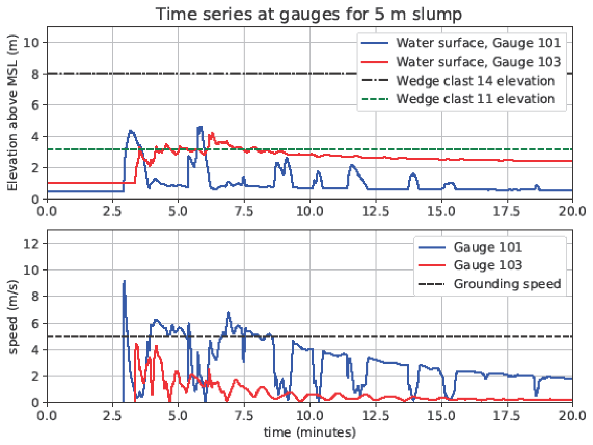 Time series at gauges for 5 m slump
Elevation above MSL (m)
10
8
6
4
2
0
Water surface, Gauge 101
Water surface, Gauge 103
Wedge clast 14 elevation
Wedge clast 11 elevation
0.0 2.5 5.0 7.5 10.0 12.5 15.0 17.5 20.0
speed (m/s)
12
10
8
6
4
2
0
Gauge 101
Gauge 103
Grounding speed
0.0 2.5 5.0 7.5 10.0 12.5 15.0 17.5 20.0
time (minutes)